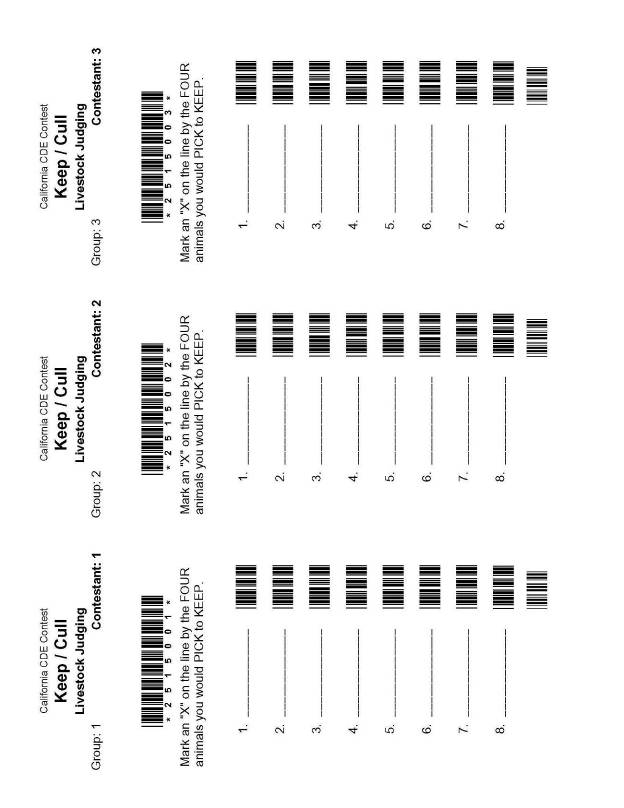 California CDE Contest
Keep / Cull
Livestock Judging
Group: 1 Contestant: 1
* 2 5 1 5 0 0 1 *
Mark an "X" on the line by the FOUR
animals you would PICK to KEEP.
1.
2.
3.
4.
5.
6.
7.
8.
California CDE Contest
Keep / Cull
Livestock Judging
Group: 2 Contestant: 2
* 2 5 1 5 0 0 2 *
Mark an "X" on the line by the FOUR
animals you would PICK to KEEP.
1.
2.
3.
4.
5.
6.
7.
8.
California CDE Contest
Keep / Cull
Livestock Judging
Group: 3 Contestant: 3
* 2 5 1 5 0 0 3 *
Mark an "X" on the line by the FOUR
animals you would PICK to KEEP.
1.
2.
3.
4.
5.
6.
7.
8.